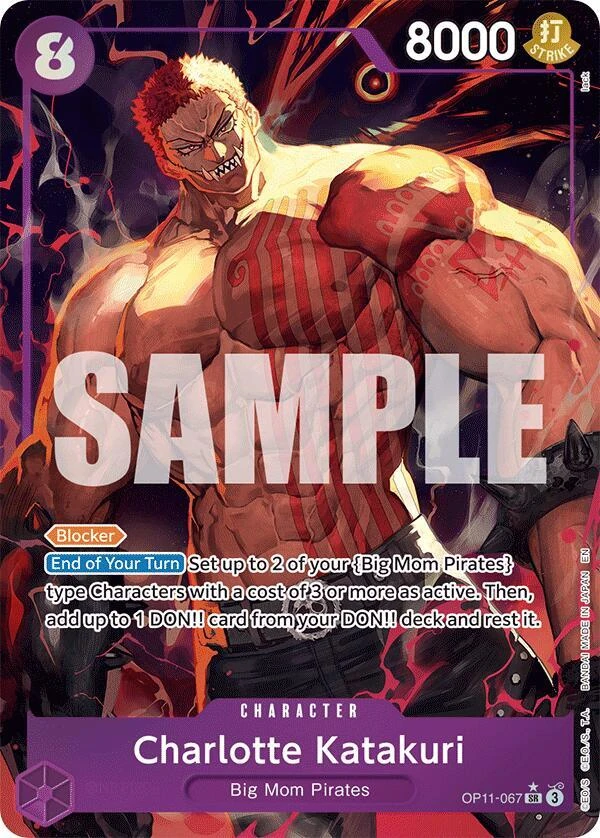 8
8000
打
STRIKE
lack
SAMPLE
Blocker
End of Your Turn Set up to 2 of your {Big Mom Pirates}
type Characters with a cost of 3 or more as active. Then,
add up to 1 DON!! card from your DON!! deck and rest it.
CHARACTER
Charlotte Katakuri
Big Mom Pirates
OP11-067 SR 3
©E.O./S. ©E.O./S., T.A. BANDAI MADE IN JAPAN EN